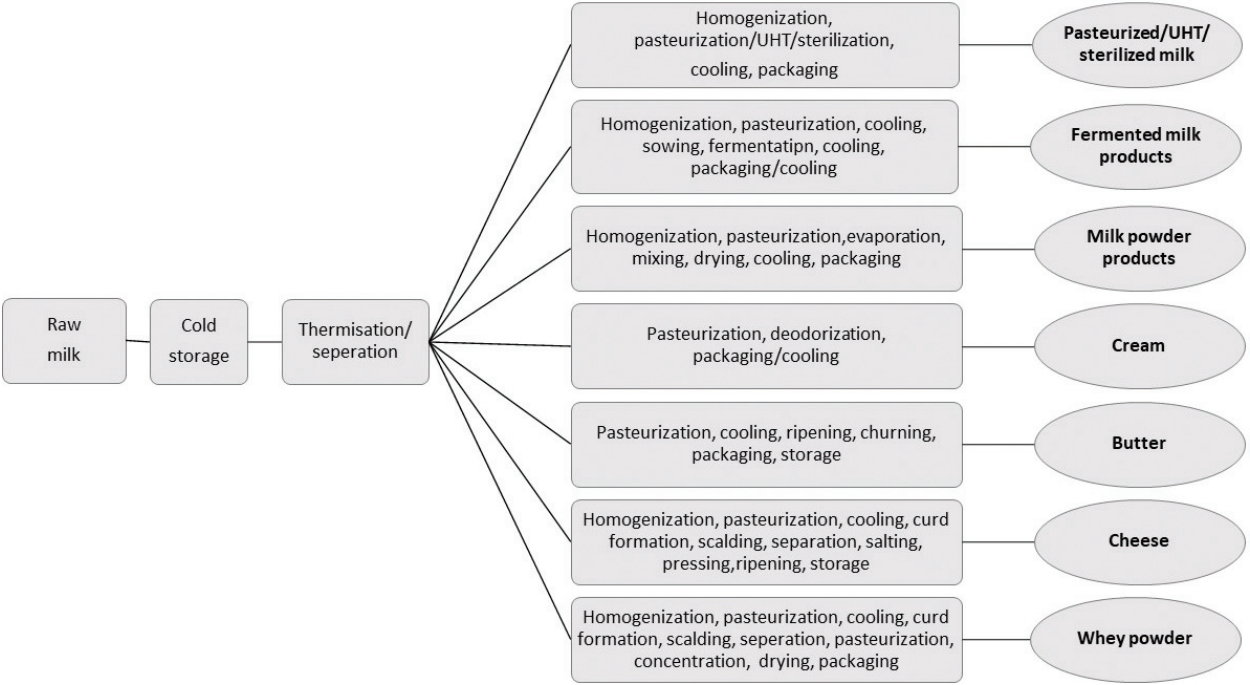 Raw
milk
Cold
storage
Thermisation/
seperation
Homogenization,
pasteurization/UHT/sterilization,
cooling, packaging
Pasteurized/UHT/
sterilized milk
Homogenization, pasteurization, cooling,
sowing, fermentatipn, cooling,
packaging/cooling
Fermented milk
products
Homogenization, pasteurization,evaporation,
mixing, drying, cooling, packaging
Milk powder
products
Pasteurization, deodorization,
packaging/cooling
Cream
Pasteurization, cooling, ripening, churning,
packaging, storage
Butter
Homogenization, pasteurization, cooling, curd
formation, scalding, separation, salting,
pressing,ripening, storage
Cheese
Homogenization, pasteurization, cooling, curd
formation, scalding, seperation, pasteurization,
concentration, drying, packaging
Whey powder